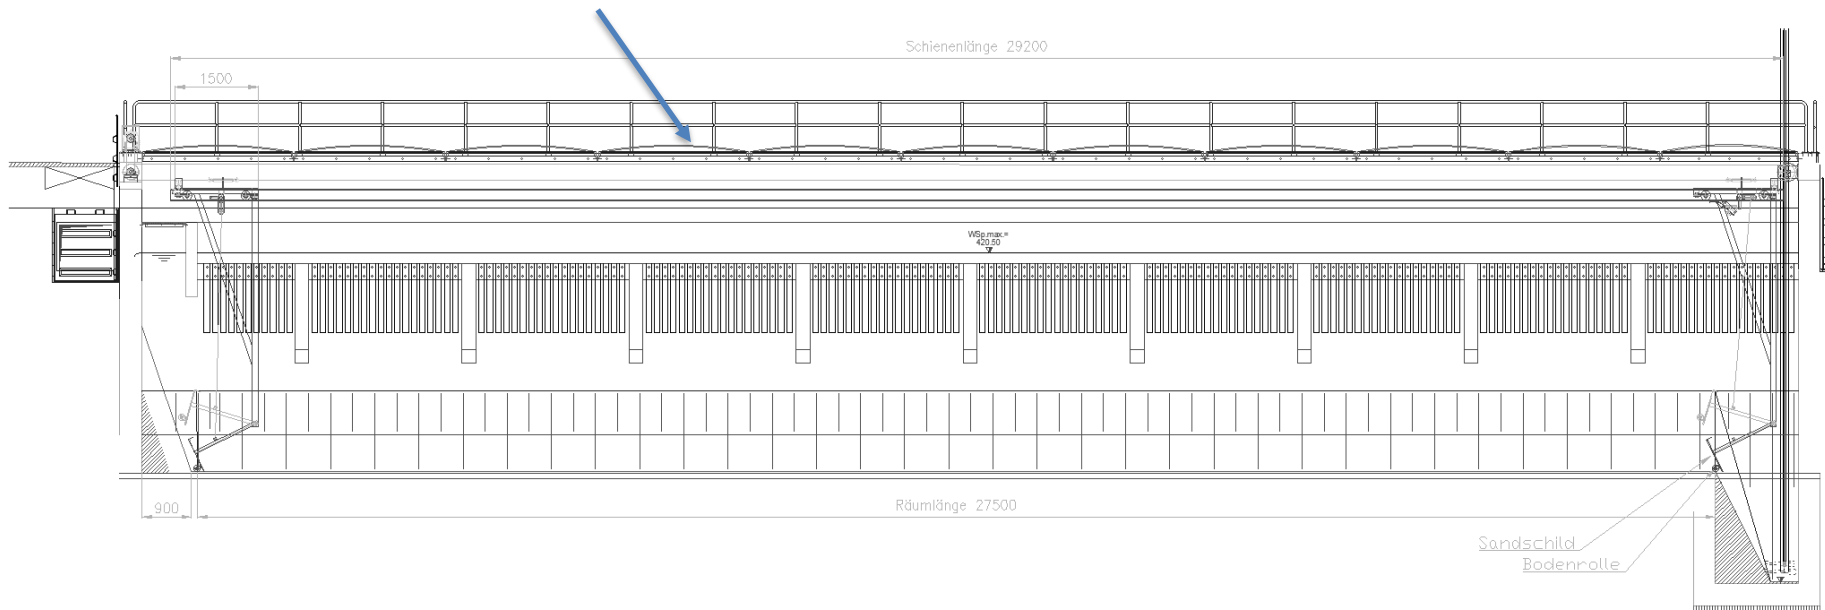 Schienenlänge 29200
1500
WSp.max.=
420.50
900
Räumlänge 27500
Sandschild
Bodenrolle